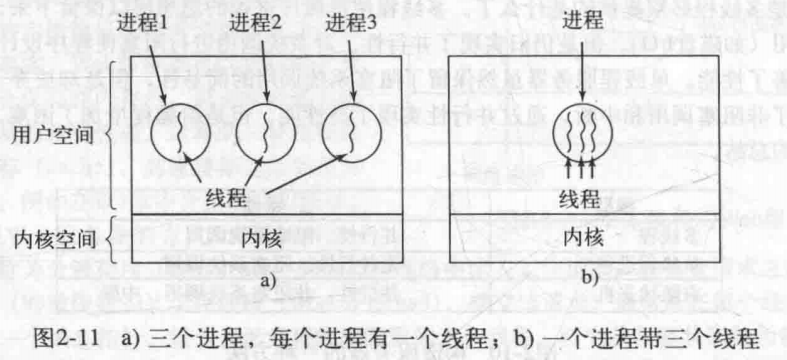 进程1 进程2 进程3 进程
用户空间
线程 线程
内核空间 内核 内核
a) b)
图2-11 a) 三个进程，每个进程有一个线程；b) 一个进程带三个线程